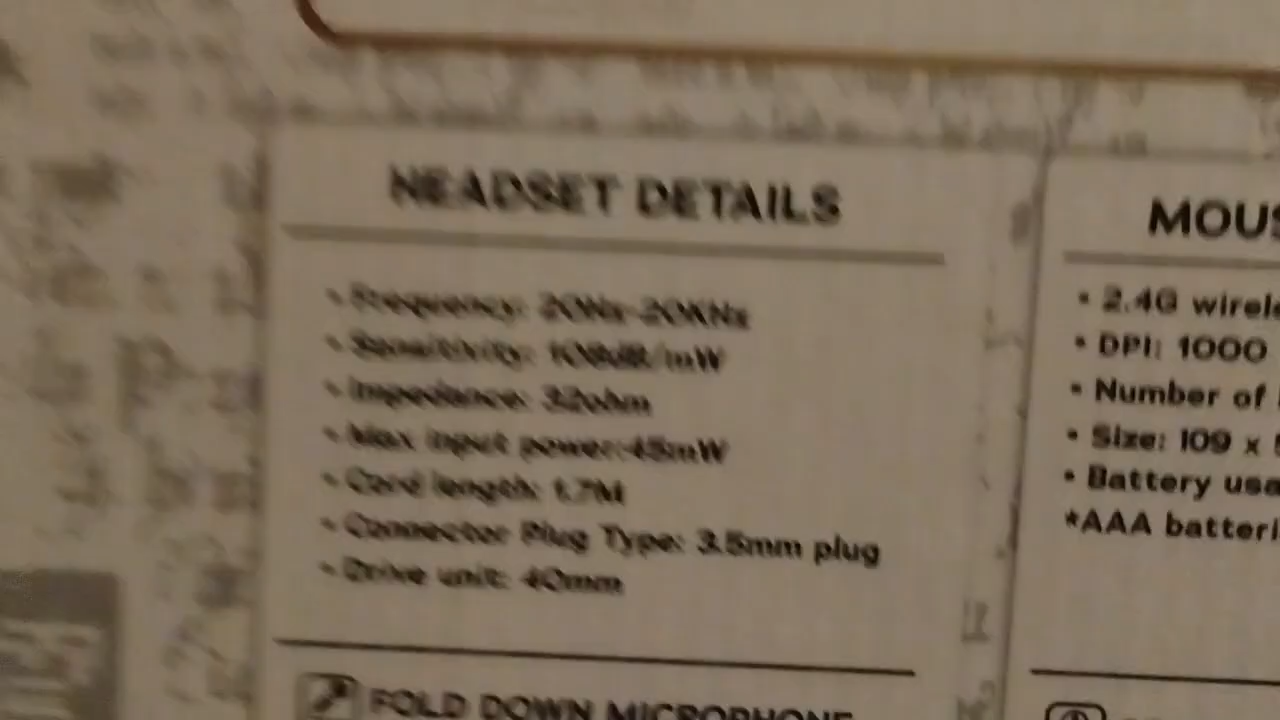 HEADSET DETAILS
• Frequency: 20Hz-20KHz
• Sensitivity: 108dB/mW
• Impedance: 32ohm
• Max input power:45mW
• Cord length: 1.7M
• Connector Plug Type: 3.5mm plug
• Drive unit: 40mm
FOLD DOWN MICROPHONE
MOUS
• 2.4G wirele
• DPI: 1000
• Number of
• Size: 109 x
• Battery usa
*AAA batteri